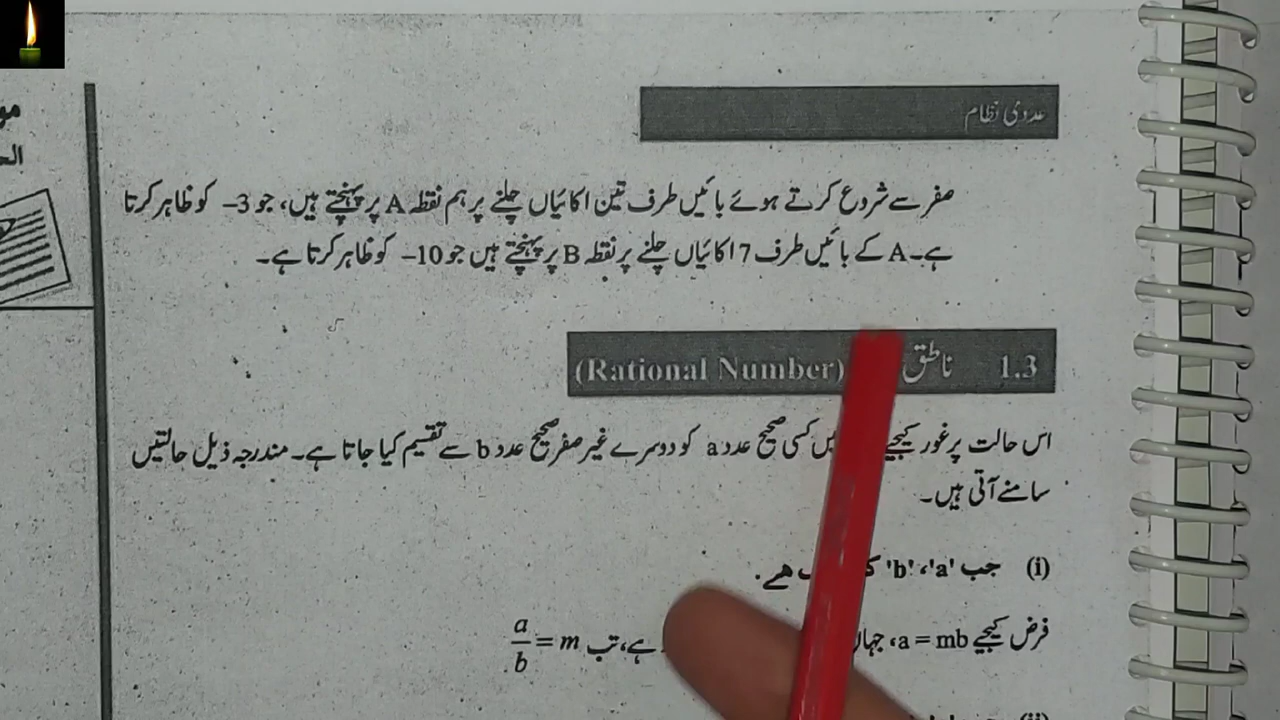 عددی نظام
صفر سے شروع کرتے ہوئے بائیں طرف تین اکائیاں چلنے پر ہم نقطہ A پر پہنچتے ہیں، جو 3− کو ظاہر کرتا
ہے۔ A کے بائیں طرف 7 اکائیاں چلنے پر نقطہ B پر پہنچتے ہیں جو 10− کو ظاہر کرتا ہے۔
1.3 ناطق (Rational Number)
اس حالت پر غور کیجیے کسی صحیح عدد a کو دوسرے غیر صفر صحیح عدد b سے تقسیم کیا جاتا ہے۔ مندرجہ ذیل حالتیں
سامنے آتی ہیں۔
(i) جب 'a'، 'b' ہے۔
فرض کیجیے a = mb، جہاں ہے، تب a/b = m